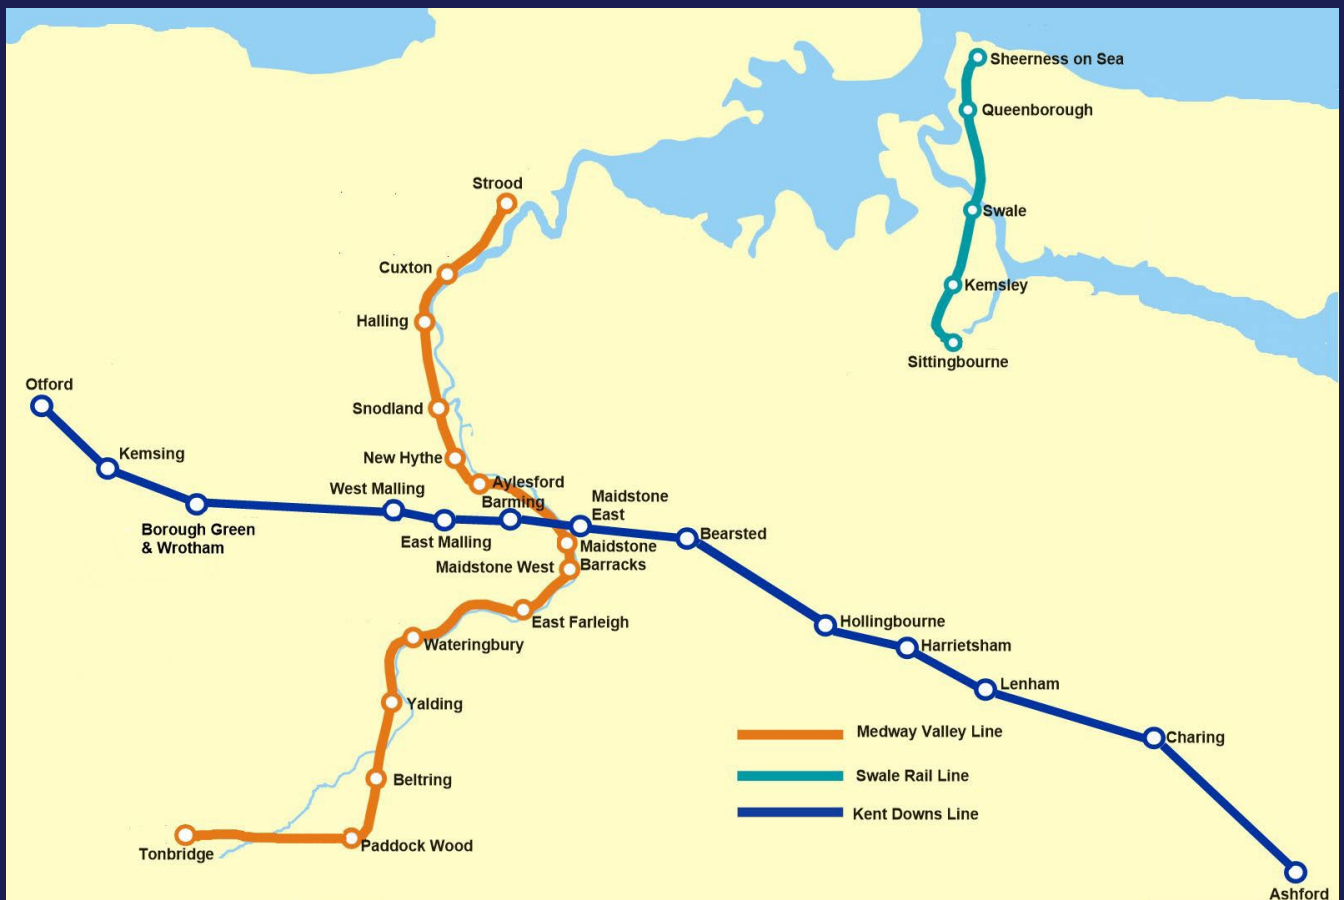 Sheerness on Sea
Queenborough
Strood
Swale
Cuxton
Kemsley
Halling
Sittingbourne
Otford
Snodland
Kemsing
New Hythe
Aylesford
West Malling
Barming
Maidstone
East
Borough Green
& Wrotham
East Malling
Bearsted
Maidstone
Barracks
Maidstone West
East Farleigh
Hollingbourne
Wateringbury
Harrietsham
Lenham
Yalding
Medway Valley Line
Charing
Swale Rail Line
Beltring
Kent Downs Line
Paddock Wood
Tonbridge
Ashford